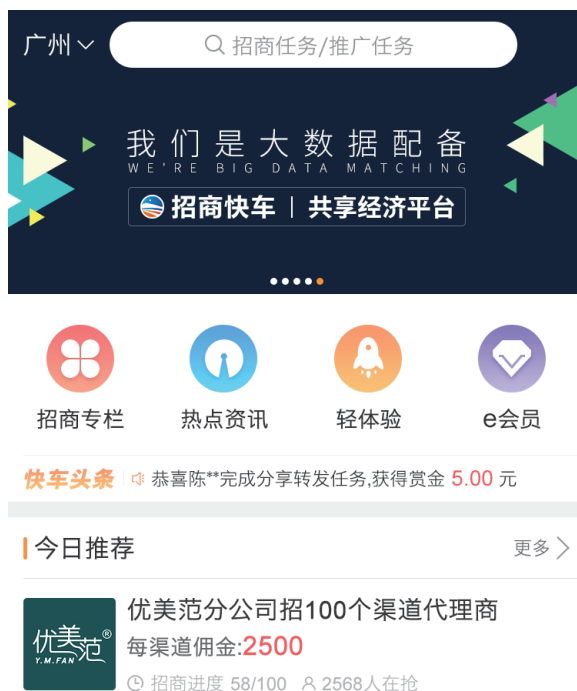 广州
招商任务/推广任务
我们是大数据配备
WE'RE BIG DATA MATCHING
招商快车 | 共享经济平台
招商专栏 热点资讯 轻体验 e会员
快车头条 恭喜陈**完成分享转发任务,获得赏金 5.00 元
今日推荐 更多
优美范®
Y.M.FAN
优美范分公司招100个渠道代理商
每渠道佣金:2500
招商进度 58/100 2568人在抢